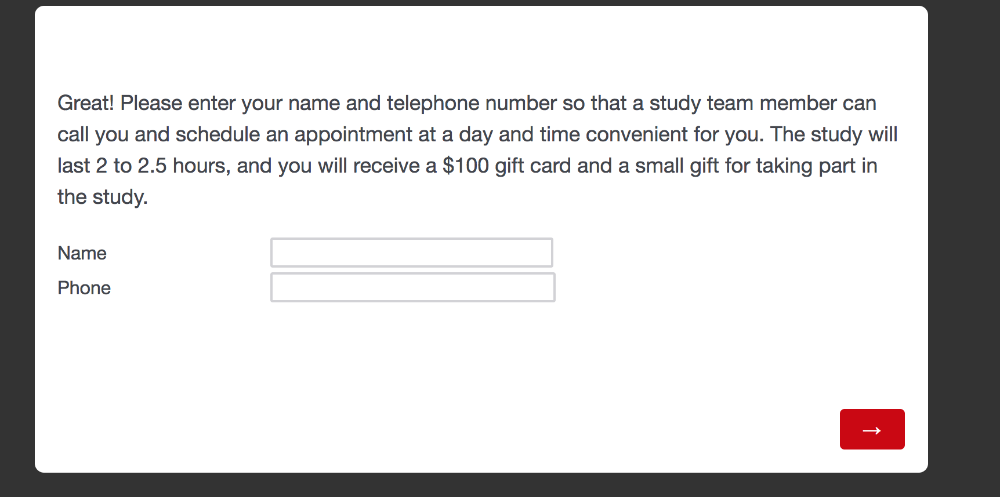 Great! Please enter your name and telephone number so that a study team member can
call you and schedule an appointment at a day and time convenient for you. The study will
last 2 to 2.5 hours, and you will receive a $100 gift card and a small gift for taking part in
the study.
Name
Phone
→